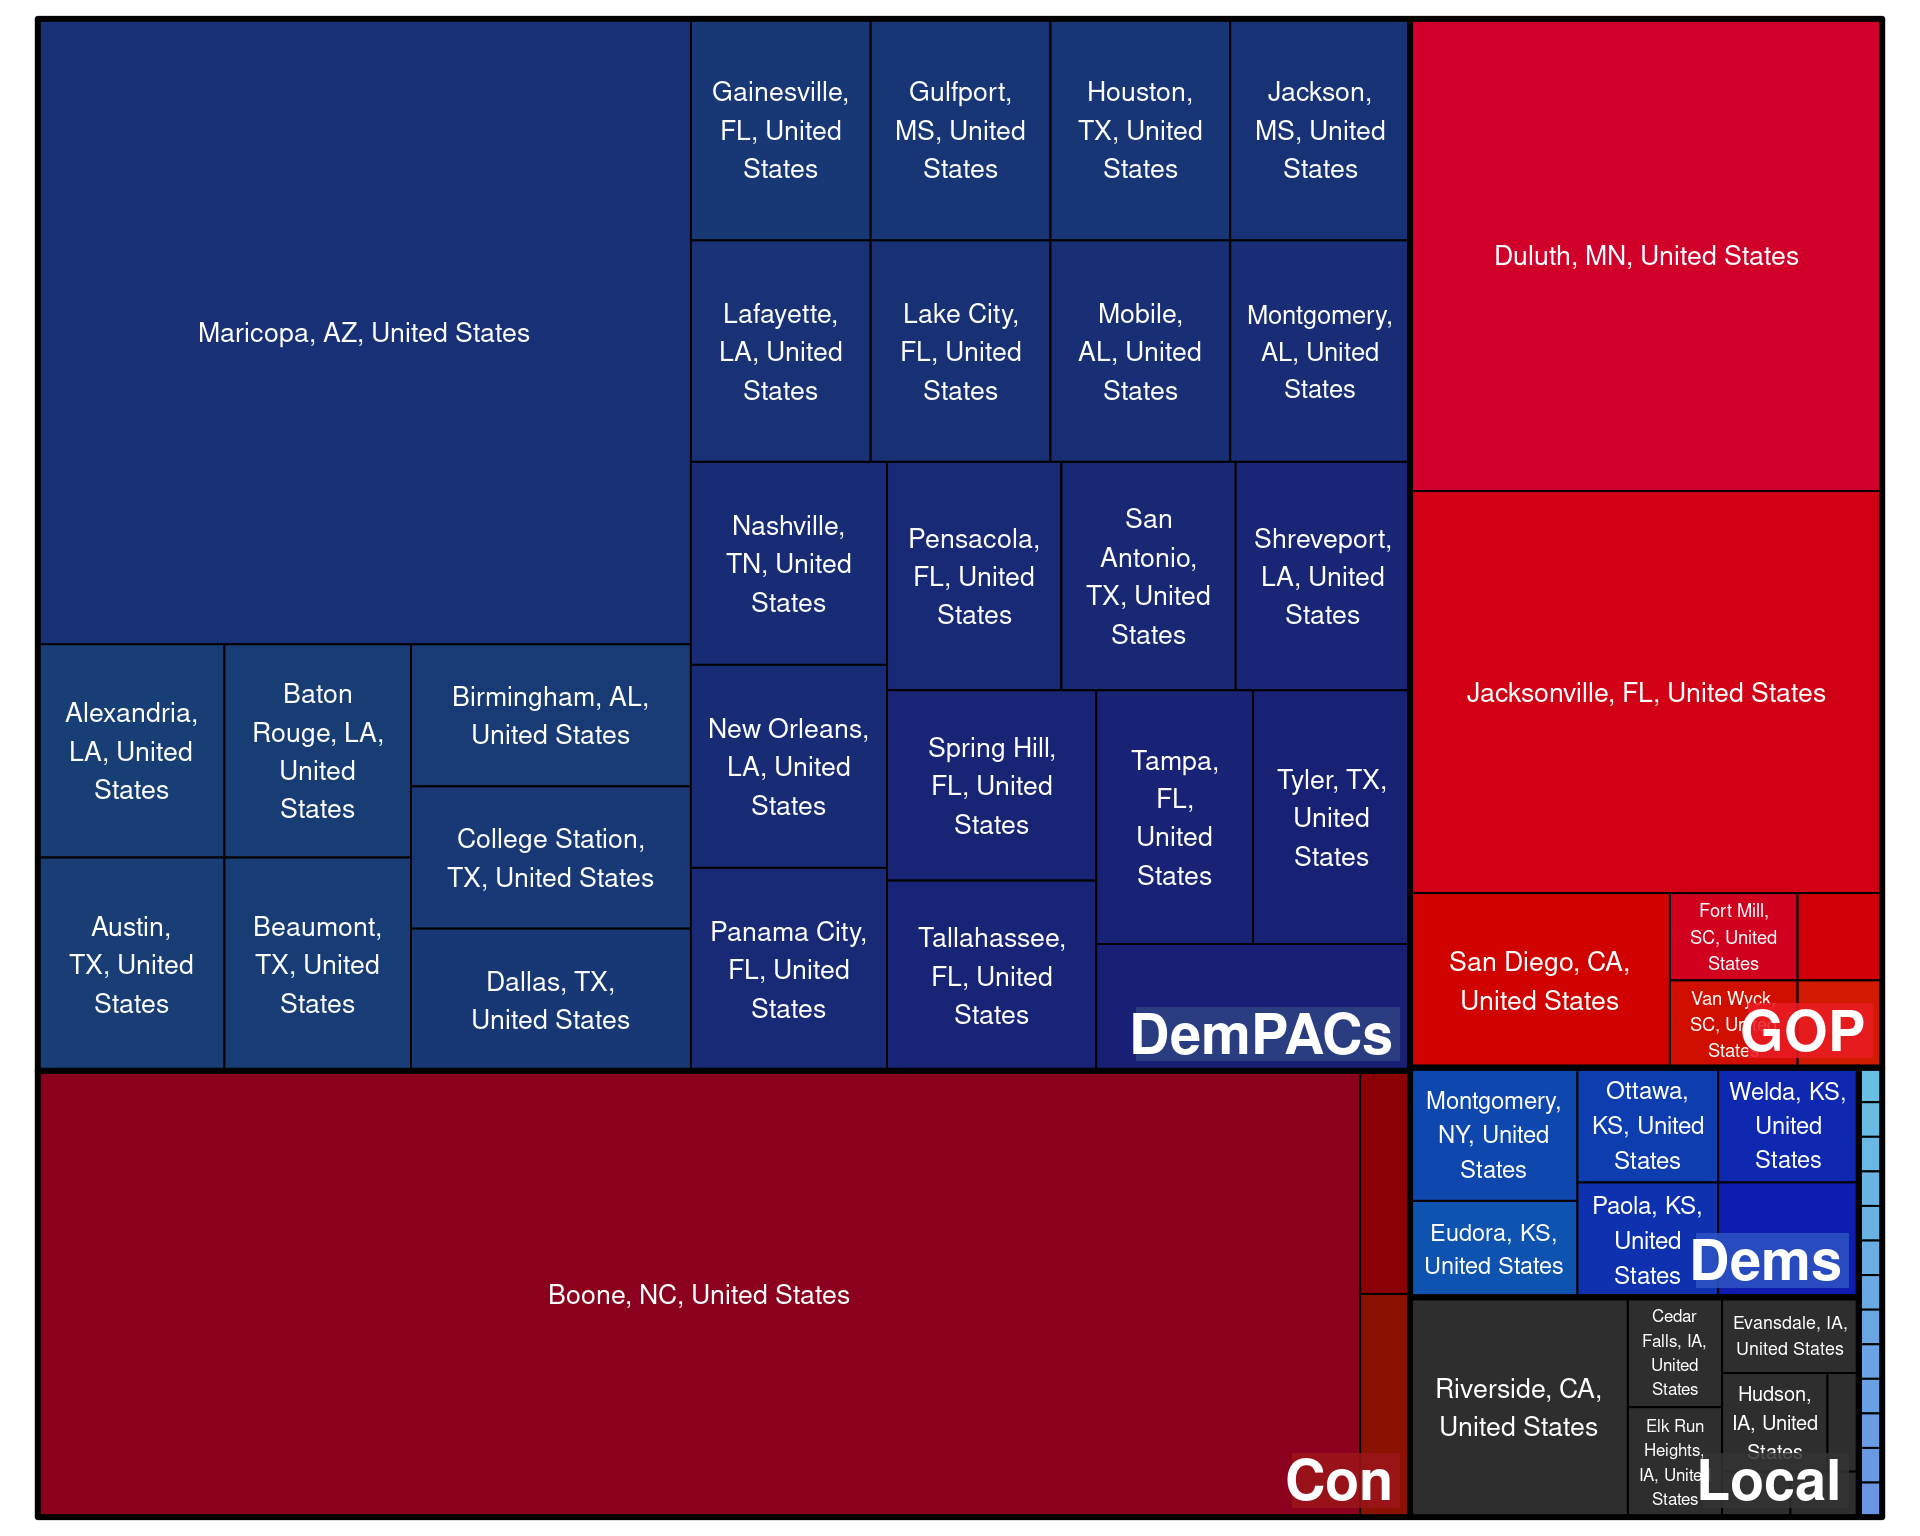 Maricopa, AZ, United States
Gainesville,
FL, United
States
Gulfport,
MS, United
States
Houston,
TX, United
States
Jackson,
MS, United
States
Lafayette,
LA, United
States
Lake City,
FL, United
States
Mobile,
AL, United
States
Montgomery,
AL, United
States
Nashville,
TN, United
States
Pensacola,
FL, United
States
San
Antonio,
TX, United
States
Shreveport,
LA, United
States
Alexandria,
LA, United
States
Baton
Rouge, LA,
United
States
Birmingham, AL,
United States
College Station,
TX, United States
Austin,
TX, United
States
Beaumont,
TX, United
States
Dallas, TX,
United States
New Orleans,
LA, United
States
Spring Hill,
FL, United
States
Tampa,
FL,
United
States
Tyler, TX,
United
States
Panama City,
FL, United
States
Tallahassee,
FL, United
States
DemPACs
Duluth, MN, United States
Jacksonville, FL, United States
San Diego, CA,
United States
Fort Mill,
SC, United
States
Van Wyck,
SC, United
States
GOP
Boone, NC, United States
Con
Montgomery,
NY, United
States
Ottawa,
KS, United
States
Welda, KS,
United
States
Eudora, KS,
United States
Paola, KS,
United
States
Dems
Riverside, CA,
United States
Cedar
Falls, IA,
United
States
Evansdale, IA,
United States
Elk Run
Heights,
IA, United
States
Hudson,
IA, United
States
Local